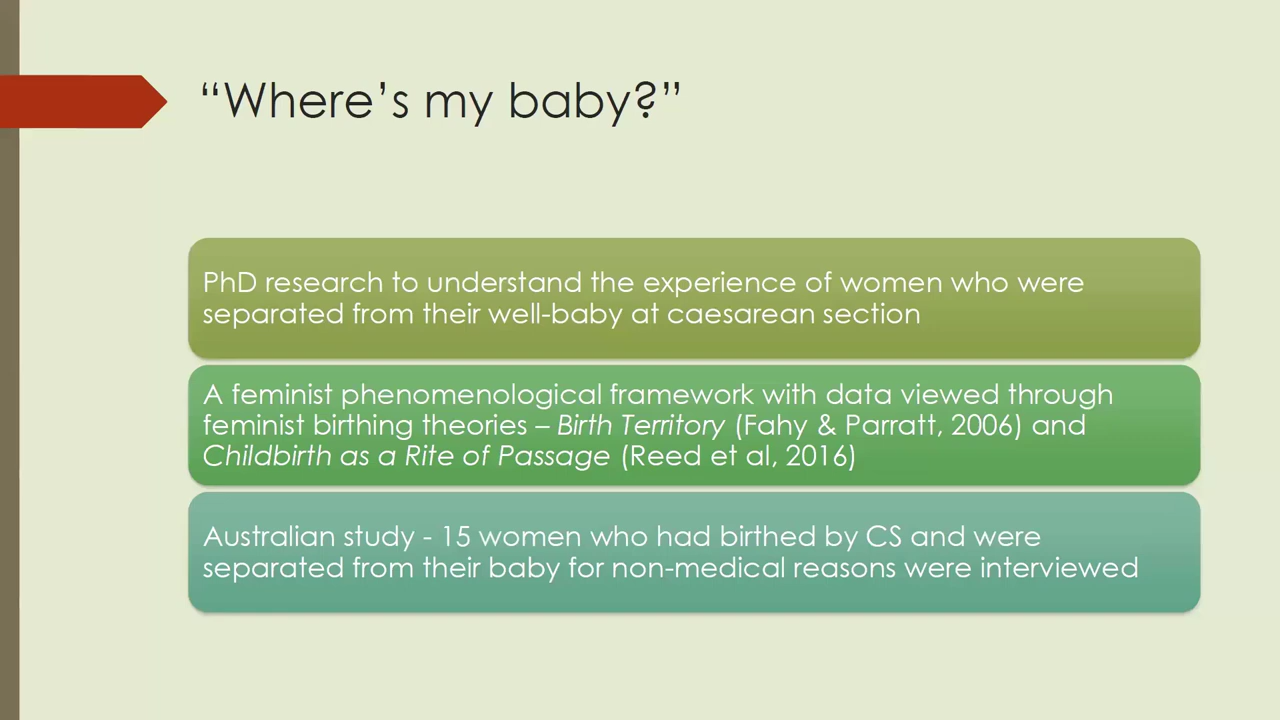 “Where’s my baby?”
PhD research to understand the experience of women who were
separated from their well-baby at caesarean section
A feminist phenomenological framework with data viewed through
feminist birthing theories – Birth Territory (Fahy & Parratt, 2006) and
Childbirth as a Rite of Passage (Reed et al, 2016)
Australian study - 15 women who had birthed by CS and were
separated from their baby for non-medical reasons were interviewed